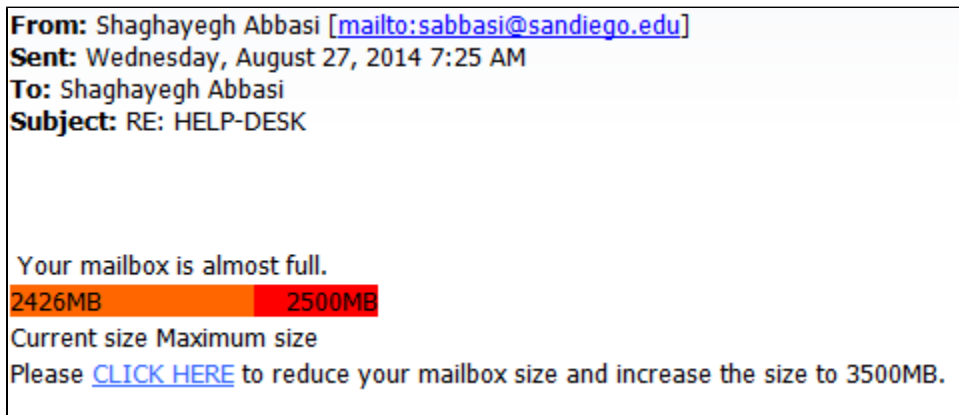 From: Shaghayegh Abbasi [mailto:sabbasi@sandiego.edu]
Sent: Wednesday, August 27, 2014 7:25 AM
To: Shaghayegh Abbasi
Subject: RE: HELP-DESK
Your mailbox is almost full.
2426MB 2500MB
Current size Maximum size
Please CLICK HERE to reduce your mailbox size and increase the size to 3500MB.